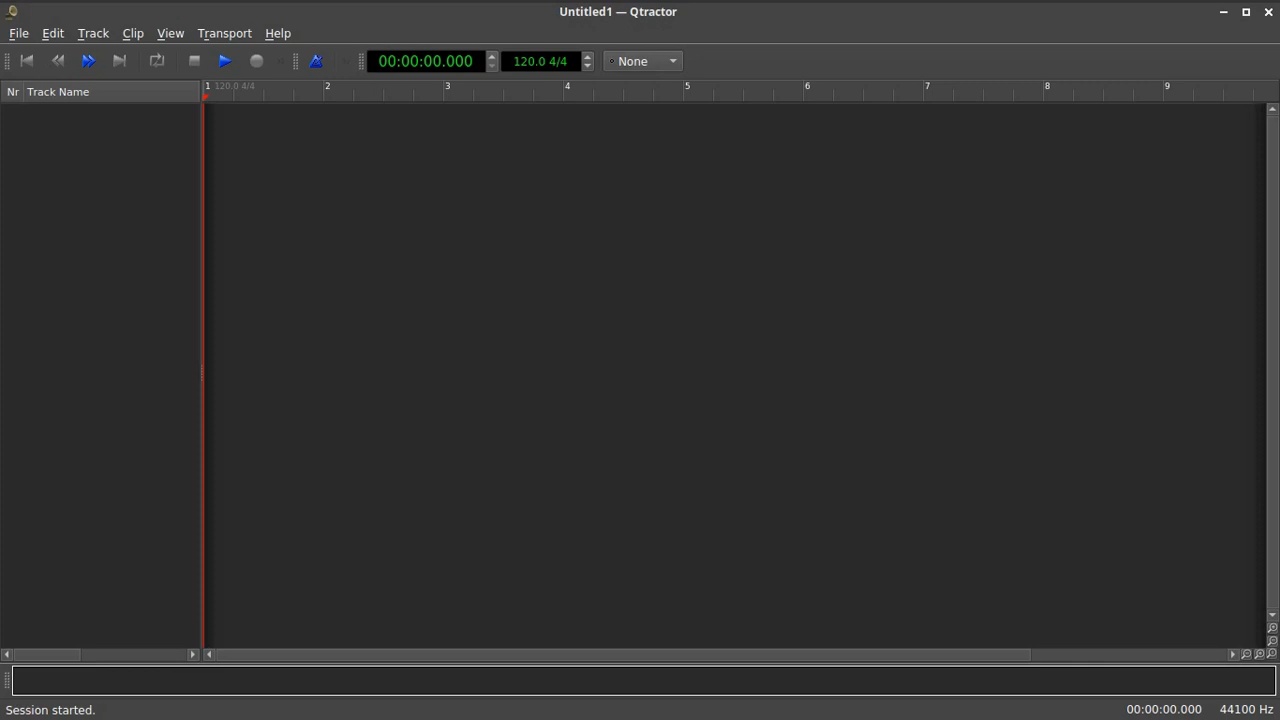 Untitled1 — Qtractor
File Edit Track Clip View Transport Help
00:00:00.000 120.0 4/4 None
Nr Track Name 1 120.0 4/4 2 3 4 5 6 7 8 9
Session started. 00:00:00.000 44100 Hz